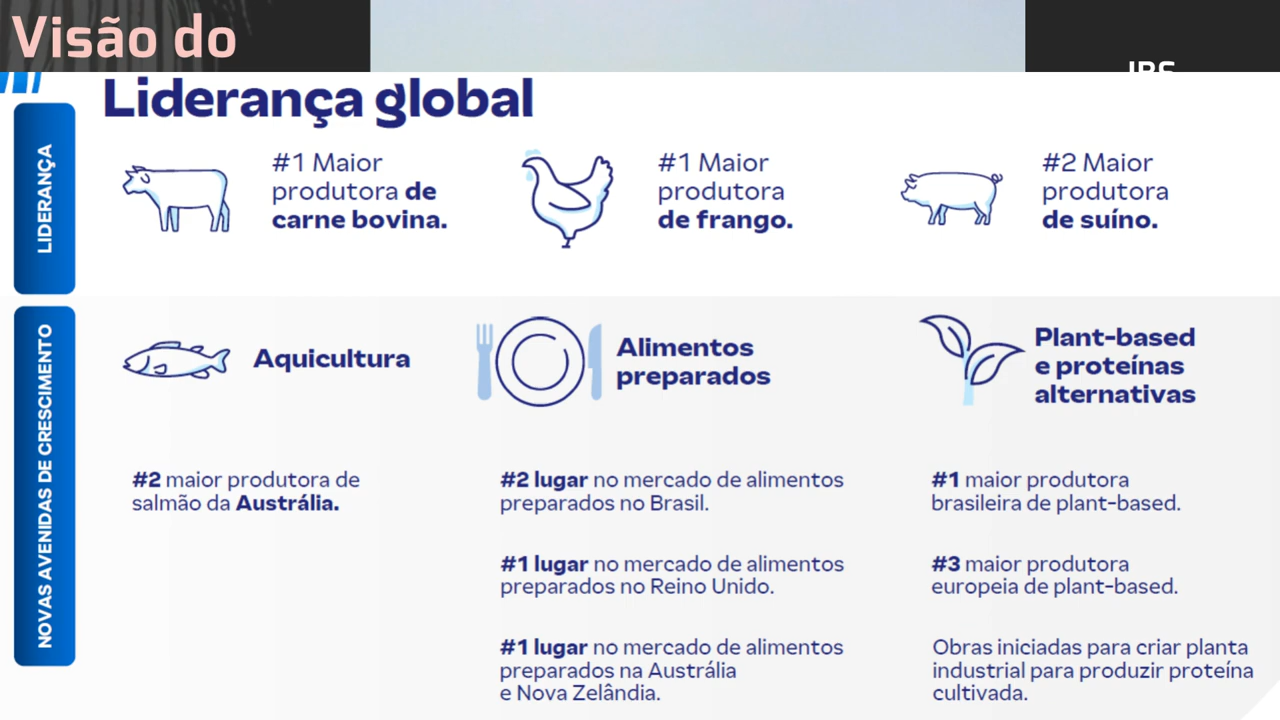 Visão do
JBS
Liderança global
LIDERANÇA
#1 Maior
produtora de
carne bovina.
#1 Maior
produtora
de frango.
#2 Maior
produtora
de suíno.
NOVAS AVENIDAS DE CRESCIMENTO
Aquicultura
#2 maior produtora de
salmão da Austrália.
Alimentos
preparados
#2 lugar no mercado de alimentos
preparados no Brasil.
#1 lugar no mercado de alimentos
preparados no Reino Unido.
#1 lugar no mercado de alimentos
preparados na Austrália
e Nova Zelândia.
Plant-based
e proteínas
alternativas
#1 maior produtora
brasileira de plant-based.
#3 maior produtora
europeia de plant-based.
Obras iniciadas para criar planta
industrial para produzir proteína
cultivada.